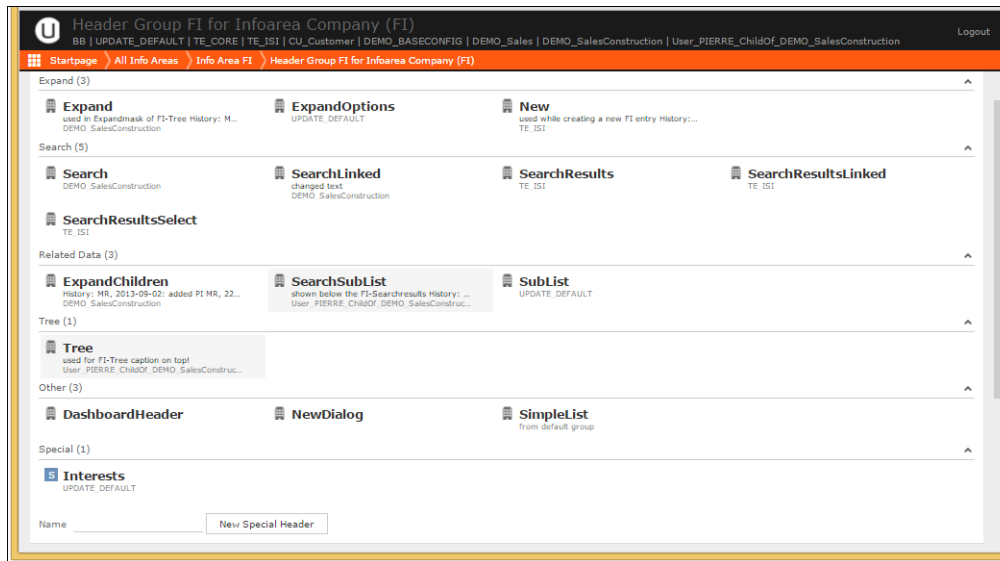 U
Header Group FI for Infoarea Company (FI)
BB | UPDATE_DEFAULT | TE_CORE | TE_ISI | CU_Customer | DEMO_BASECONFIG | DEMO_Sales | DEMO_SalesConstruction | User_PIERRE_ChildOf_DEMO_SalesConstruction
Logout
Startpage All Info Areas Info Area FI Header Group FI for Infoarea Company (FI)
Expand (3)
Expand ExpandOptions New
used in Expandmask of FI-Tree History: M... UPDATE_DEFAULT used while creating a new FI entry History:...
DEMO_SalesConstruction TE_ISI
Search (5)
Search SearchLinked SearchResults SearchResultsLinked
DEMO_SalesConstruction changed text TE_ISI TE_ISI
DEMO_SalesConstruction
SearchResultsSelect
TE_ISI
Related Data (3)
ExpandChildren SearchSubList SubList
History: MR, 2013-09-02: added PI MR, 22... shown below the FI-Searchresults History: ... UPDATE_DEFAULT
DEMO_SalesConstruction User_PIERRE_ChildOf_DEMO_SalesConstruc...
Tree (1)
Tree
used for FI-Tree caption on top!
User_PIERRE_ChildOf_DEMO_SalesConstruc...
Other (3)
DashboardHeader NewDialog SimpleList
from default group
Special (1)
S Interests
UPDATE_DEFAULT
Name New Special Header